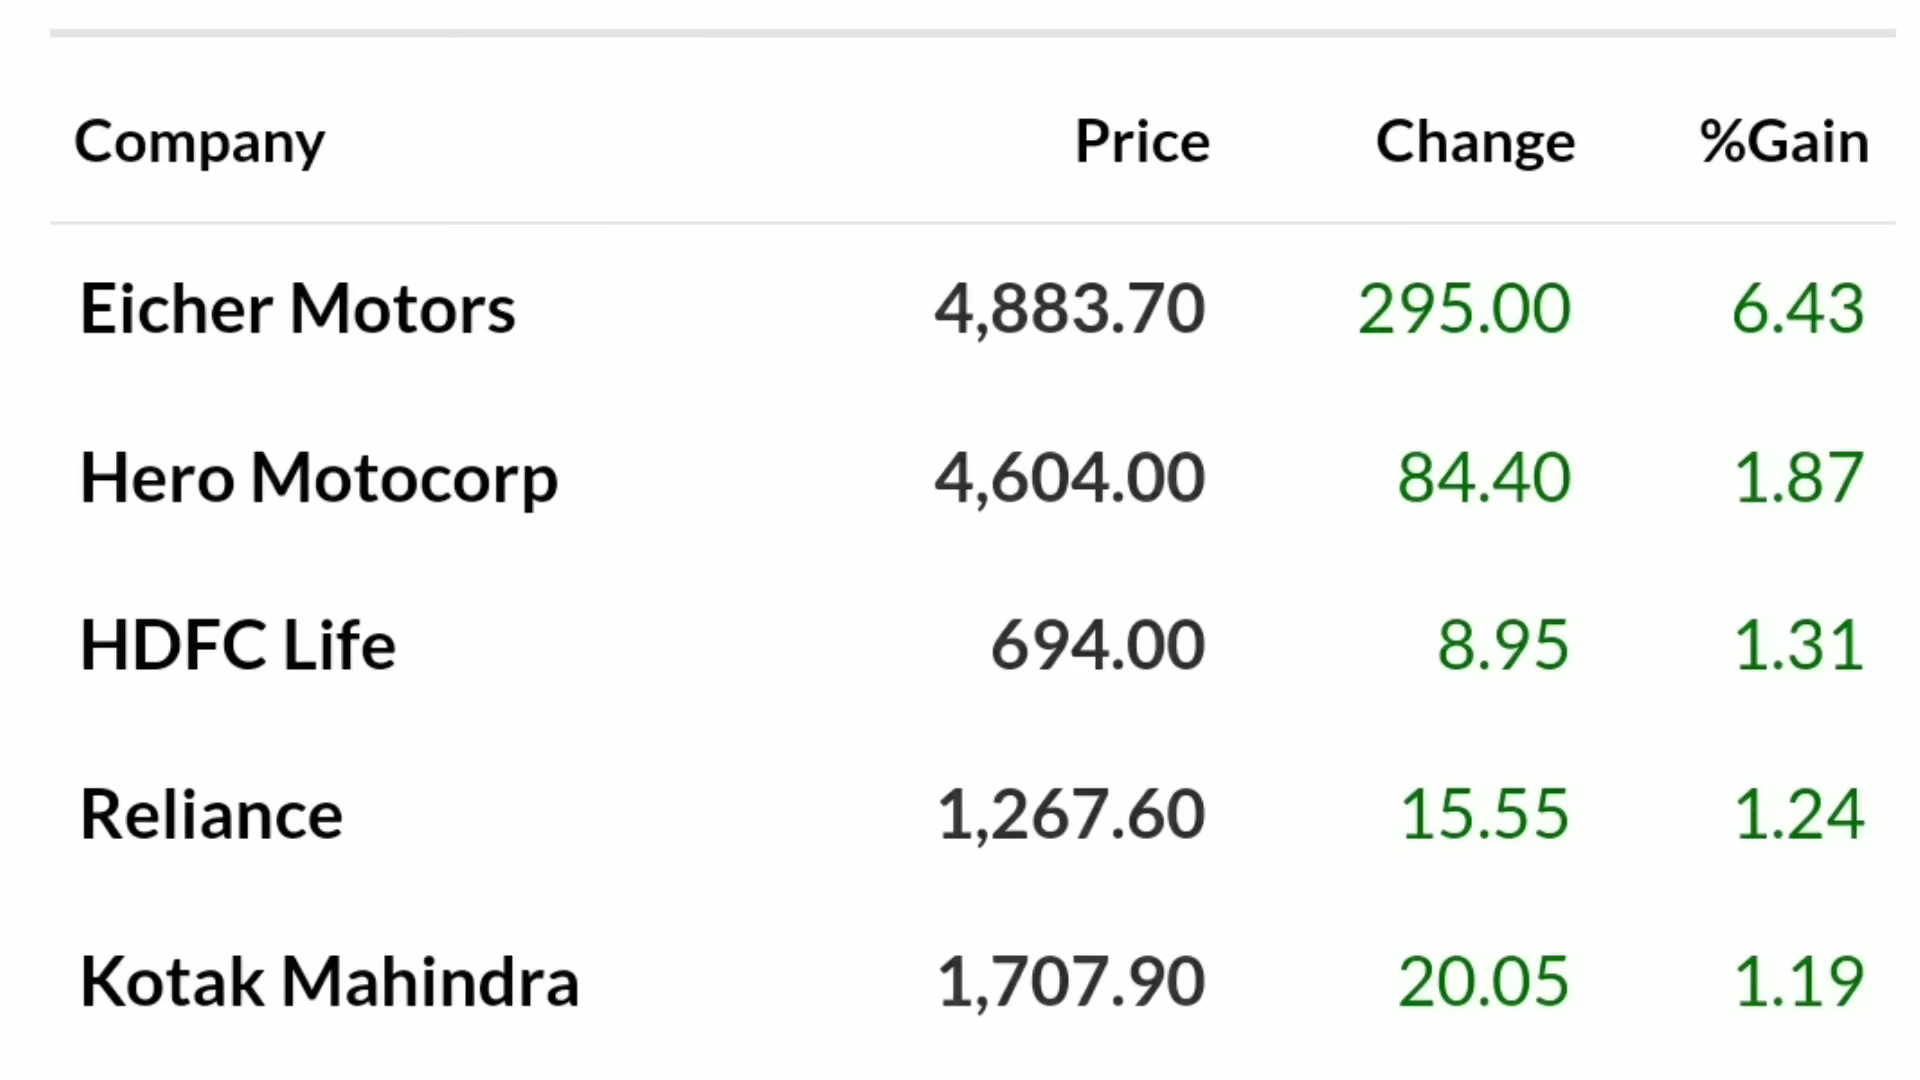 Company Price Change %Gain
Eicher Motors 4,883.70 295.00 6.43
Hero Motocorp 4,604.00 84.40 1.87
HDFC Life 694.00 8.95 1.31
Reliance 1,267.60 15.55 1.24
Kotak Mahindra 1,707.90 20.05 1.19